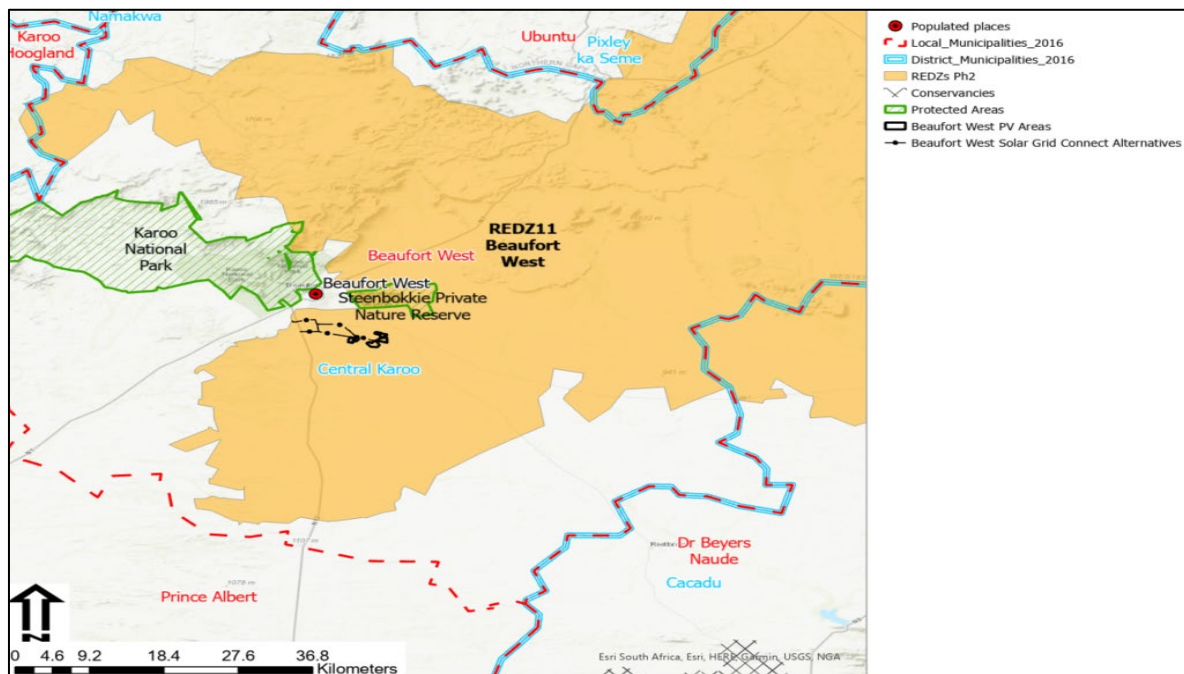 Namakwa
Karoo
Hoogland
Ubuntu
Pixley
ka Seme
NORTHERN CAPE
Karoo
National
Park
REDZ11
Beaufort
West
Beaufort West
Beaufort West
Steenbokkie Private
Nature Reserve
Central Karoo
Dr Beyers
Naude
Cacadu
Prince Albert
N
0 4.6 9.2 18.4 27.6 36.8
Kilometers
Esri South Africa, Esri, HERE, Garmin, USGS, NGA
Populated places
Local_Municipalities_2016
District_Municipalities_2016
REDZs Ph2
Conservancies
Protected Areas
Beaufort West PV Areas
Beaufort West Solar Grid Connect Alternatives